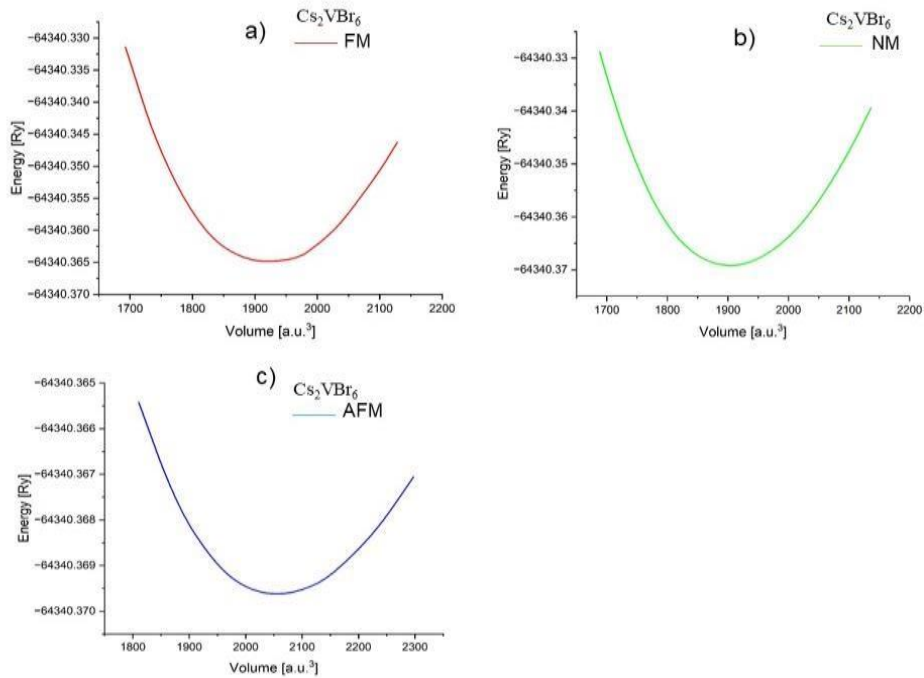 a)
Cs₂VBr₆
FM
−64340.330
−64340.335
−64340.340
−64340.345
−64340.350
−64340.355
−64340.360
−64340.365
−64340.370
Energy [Ry]
1700 1800 1900 2000 2100 2200
Volume [a.u.³]
b)
Cs₂VBr₆
NM
−64340.33
−64340.34
−64340.35
−64340.36
−64340.37
Energy [Ry]
1700 1800 1900 2000 2100 2200
Volume [a.u.³]
c)
Cs₂VBr₆
AFM
−64340.365
−64340.366
−64340.367
−64340.368
−64340.369
−64340.370
Energy [Ry]
1800 1900 2000 2100 2200 2300
Volume [a.u.³]